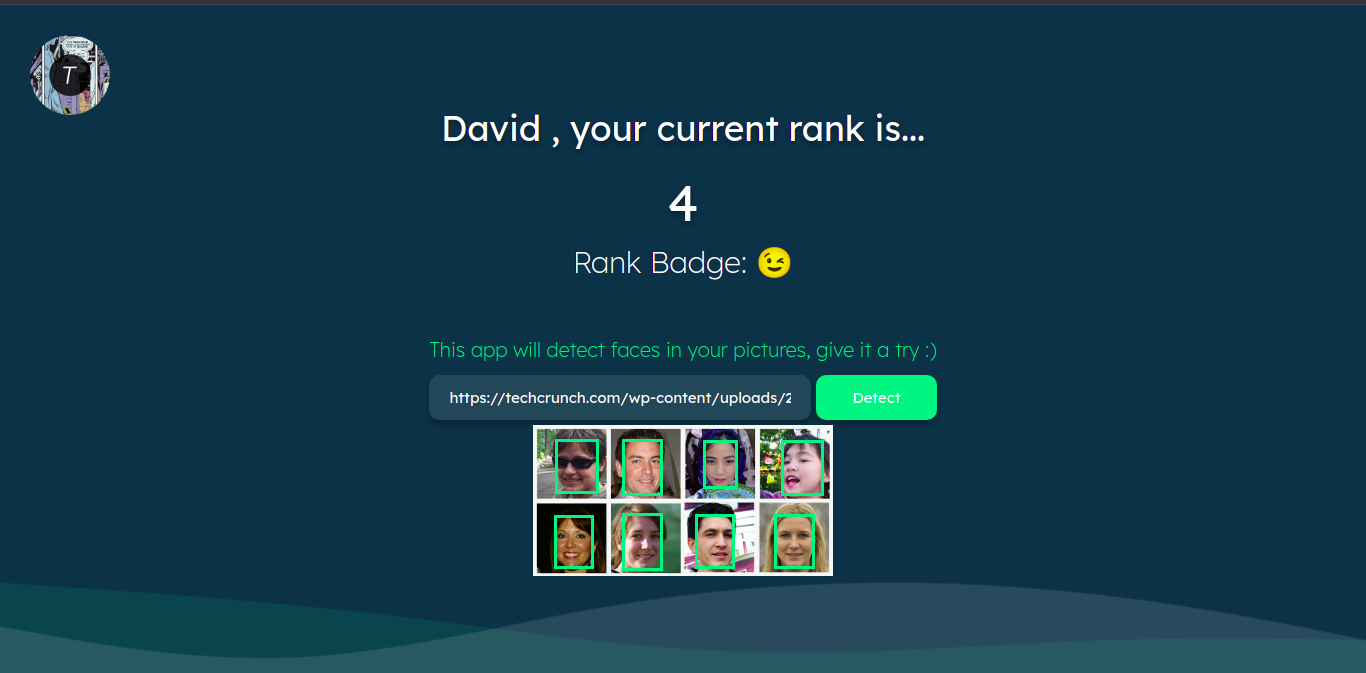 T
David , your current rank is...
4
Rank Badge: 😉
This app will detect faces in your pictures, give it a try :)
https://techcrunch.com/wp-content/uploads/2
Detect